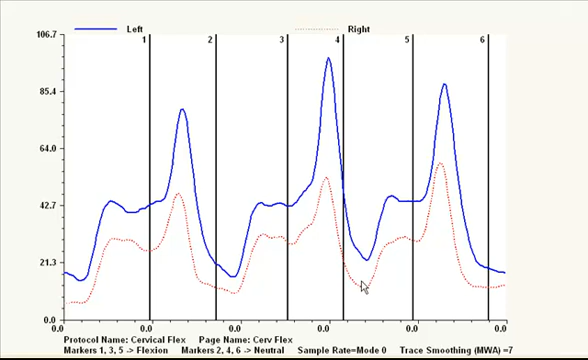 Left Right
106.7 1 2 3 4 5 6
85.4
64.0
42.7
21.3
0.0
0.0 0.0 0.0 0.0 0.0 0.0
Protocol Name: Cervical Flex Page Name: Cerv Flex
Markers 1, 3, 5 -> Flexion Markers 2, 4, 6 -> Neutral Sample Rate=Mode 0 Trace Smoothing (MWA) =7